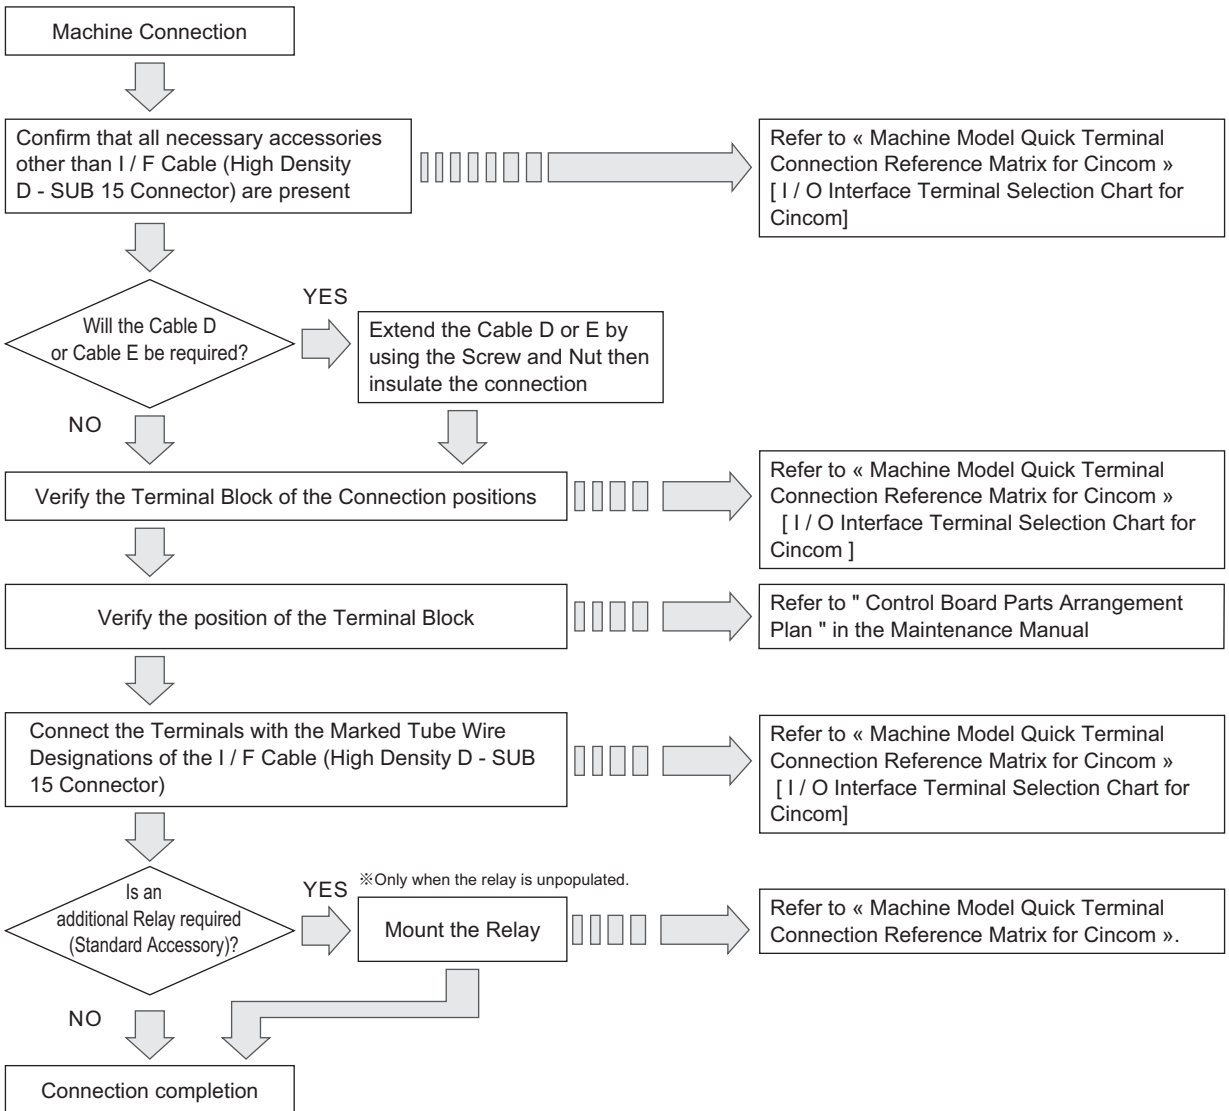 Machine Connection
Confirm that all necessary accessories
other than I / F Cable (High Density
D - SUB 15 Connector) are present
Refer to « Machine Model Quick Terminal
Connection Reference Matrix for Cincom »
[ I / O Interface Terminal Selection Chart for
Cincom]
Will the Cable D
or Cable E be required?
YES
Extend the Cable D or E by
using the Screw and Nut then
insulate the connection
NO
Verify the Terminal Block of the Connection positions
Refer to « Machine Model Quick Terminal
Connection Reference Matrix for Cincom »
[ I / O Interface Terminal Selection Chart for
Cincom ]
Verify the position of the Terminal Block
Refer to " Control Board Parts Arrangement
Plan " in the Maintenance Manual
Connect the Terminals with the Marked Tube Wire
Designations of the I / F Cable (High Density D - SUB
15 Connector)
Refer to « Machine Model Quick Terminal
Connection Reference Matrix for Cincom »
[ I / O Interface Terminal Selection Chart for
Cincom]
Is an
additional Relay required
(Standard Accessory)?
YES
※Only when the relay is unpopulated.
Mount the Relay
Refer to « Machine Model Quick Terminal
Connection Reference Matrix for Cincom ».
NO
Connection completion